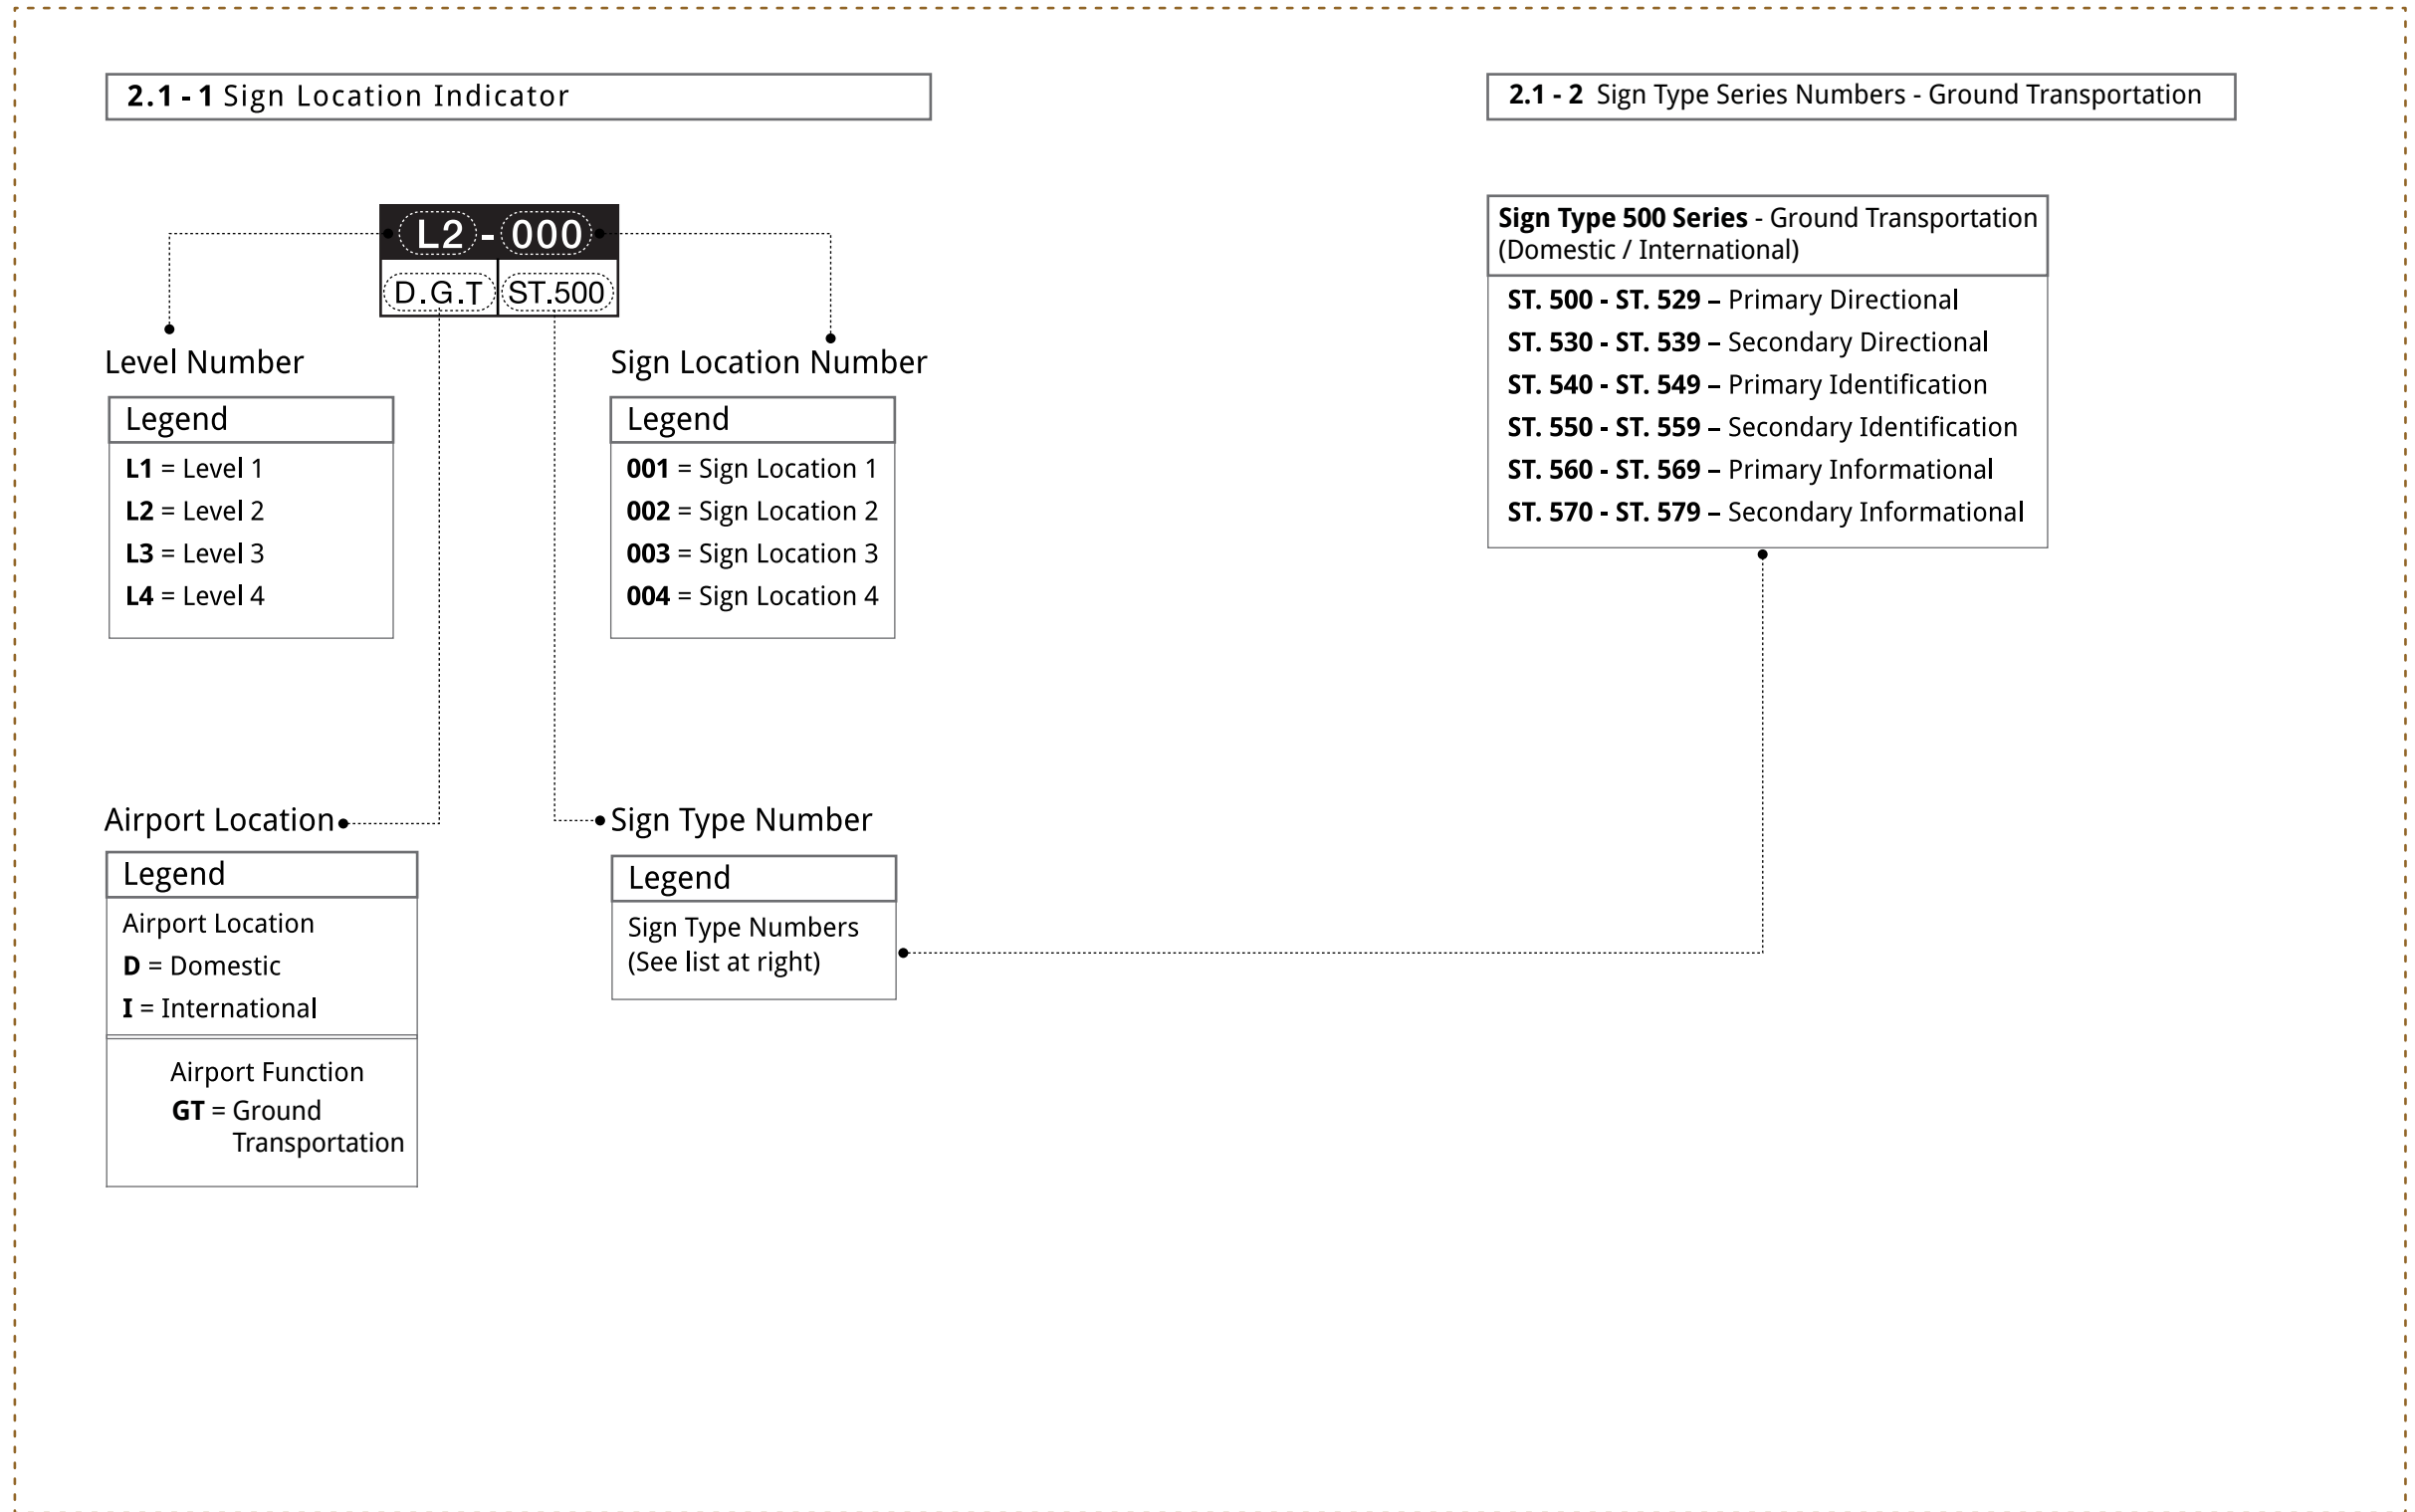 2.1 - 1 Sign Location Indicator
L2 - 000
D.G.T ST.500
Level Number
Legend
L1 = Level 1
L2 = Level 2
L3 = Level 3
L4 = Level 4
Sign Location Number
Legend
001 = Sign Location 1
002 = Sign Location 2
003 = Sign Location 3
004 = Sign Location 4
Airport Location
Legend
Airport Location
D = Domestic
I = International
Airport Function
GT = Ground
Transportation
Sign Type Number
Legend
Sign Type Numbers
(See list at right)
2.1 - 2 Sign Type Series Numbers - Ground Transportation
Sign Type 500 Series - Ground Transportation
(Domestic / International)
ST. 500 - ST. 529 – Primary Directional
ST. 530 - ST. 539 – Secondary Directional
ST. 540 - ST. 549 – Primary Identification
ST. 550 - ST. 559 – Secondary Identification
ST. 560 - ST. 569 – Primary Informational
ST. 570 - ST. 579 – Secondary Informational